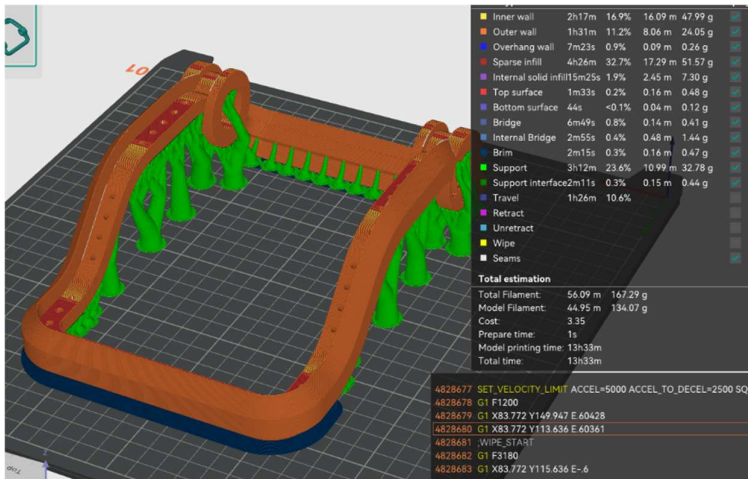 Inner wall 2h17m 16.9% 16.09 m 47.99 g
Outer wall 1h31m 11.2% 8.06 m 24.05 g
Overhang wall 7m23s 0.9% 0.09 m 0.26 g
Sparse infill 4h26m 32.7% 17.29 m 51.57 g
Internal solid infill 15m25s 1.9% 2.45 m 7.30 g
Top surface 1m33s 0.2% 0.16 m 0.48 g
Bottom surface 44s <0.1% 0.04 m 0.12 g
Bridge 6m49s 0.8% 0.14 m 0.41 g
Internal Bridge 2m55s 0.4% 0.48 m 1.44 g
Brim 2m15s 0.3% 0.16 m 0.47 g
Support 3h12m 23.6% 10.99 m 32.78 g
Support interface 2m11s 0.3% 0.15 m 0.44 g
Travel 1h26m 10.6%
Retract
Unretract
Wipe
Seams
Total estimation
Total Filament: 56.09 m 167.29 g
Model Filament: 44.95 m 134.07 g
Cost: 3.35
Prepare time: 1s
Model printing time: 13h33m
Total time: 13h33m
01
4828677 SET_VELOCITY_LIMIT ACCEL=5000 ACCEL_TO_DECEL=2500 SQ
4828678 G1 F1200
4828679 G1 X83.772 Y149.947 E.60428
4828680 G1 X83.772 Y113.636 E.60361
4828681 ;WIPE_START
4828682 G1 F3180
4828683 G1 X83.772 Y115.636 E-.6
Top